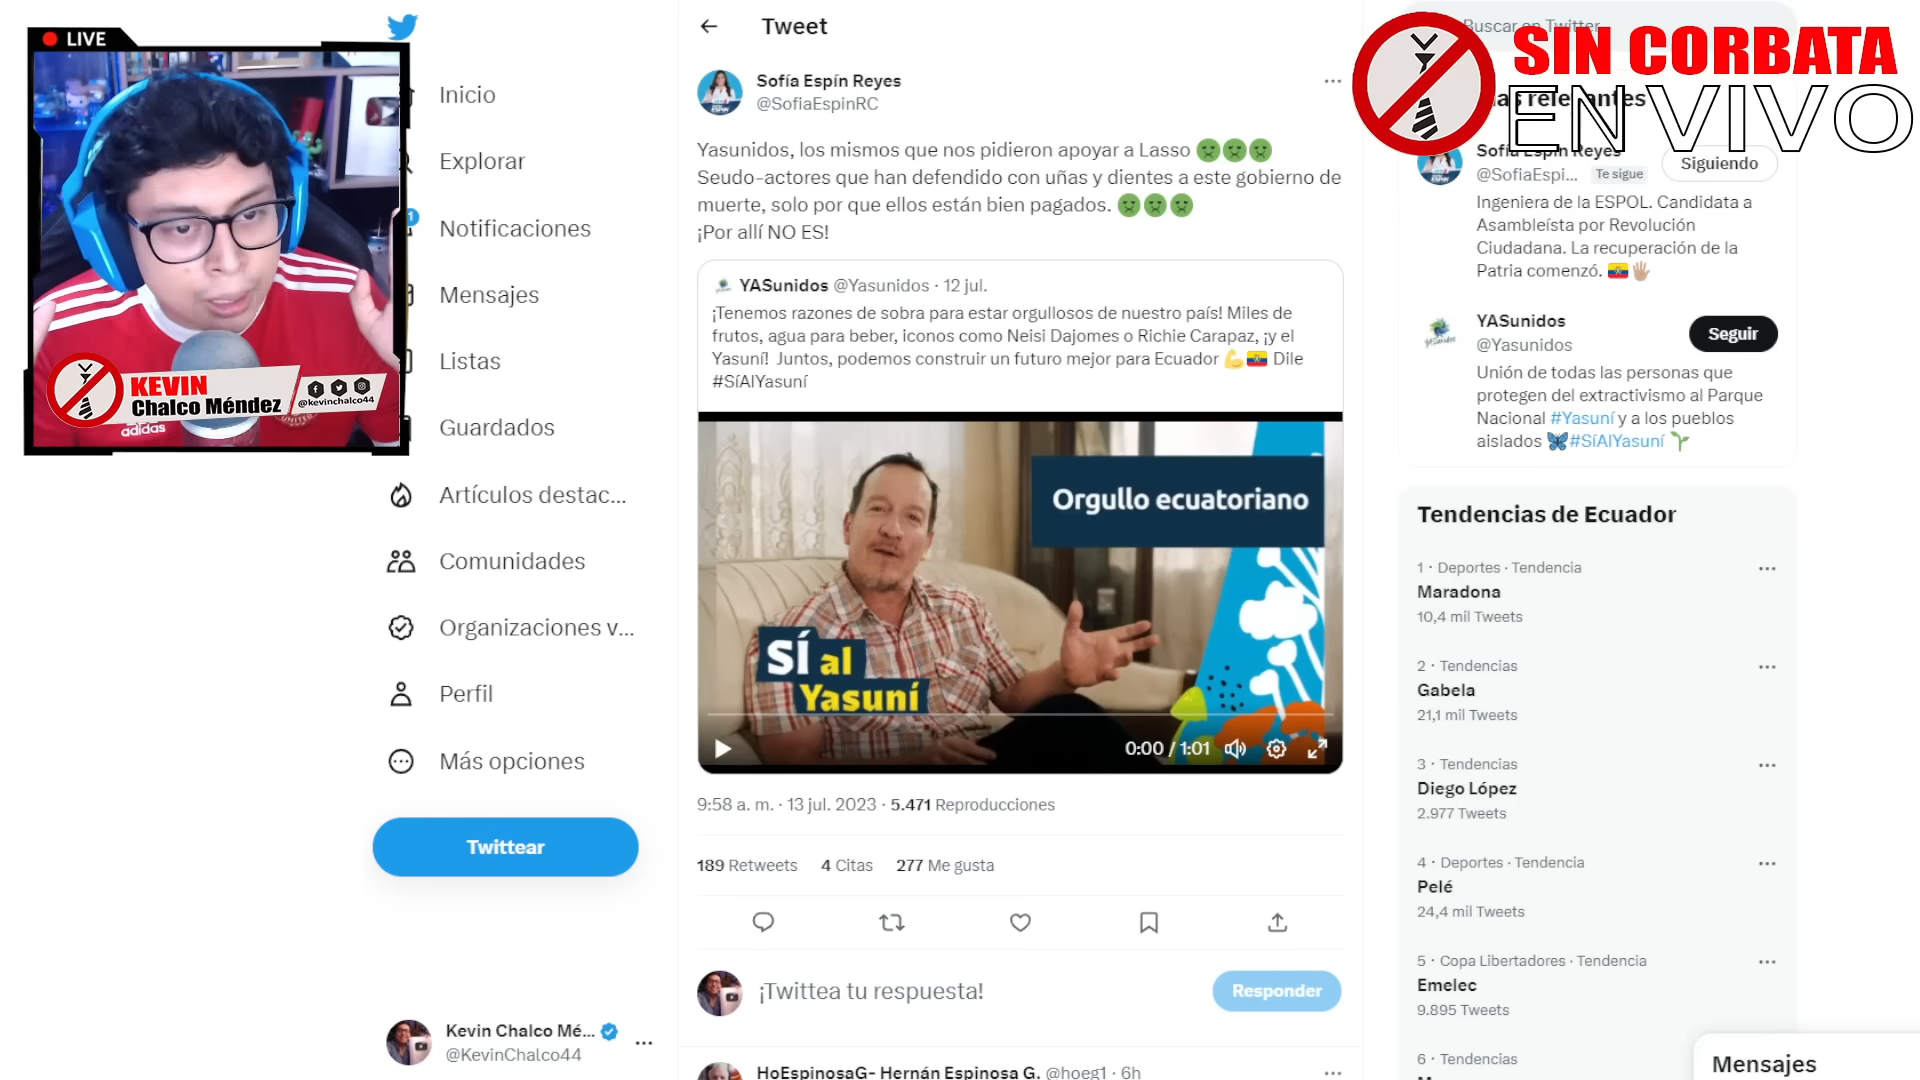 LIVE
KEVIN
Chalco Méndez
@kevinchalco44
adidas
Inicio
Explorar
1
Notificaciones
Mensajes
Listas
Guardados
Artículos destac...
Comunidades
Organizaciones v...
Perfil
Más opciones
Twittear
Kevin Chalco Mé...
@KevinChalco44
Tweet
Sofía Espín Reyes
@SofiaEspinRC
Yasunidos, los mismos que nos pidieron apoyar a Lasso 🤢🤢🤢
Seudo-actores que han defendido con uñas y dientes a este gobierno de
muerte, solo por que ellos están bien pagados. 🤢🤢🤢
¡Por allí NO ES!
YASunidos @Yasunidos · 12 jul.
¡Tenemos razones de sobra para estar orgullosos de nuestro país! Miles de
frutos, agua para beber, iconos como Neisi Dajomes o Richie Carapaz, ¡y el
Yasuní! Juntos, podemos construir un futuro mejor para Ecuador 💪🇪🇨 Dile
#SíAlYasuní
Orgullo ecuatoriano
SÍ al
Yasuní
0:00 / 1:01
9:58 a. m. · 13 jul. 2023 · 5.471 Reproducciones
189 Retweets 4 Citas 277 Me gusta
¡Twittea tu respuesta!
Responder
HoEspinosaG- Hernán Espinosa G. @hoeg1 · 6h
Buscar en Twitter
SIN CORBATA
EN VIVO
relevantes
Sofía Espín Reyes
@SofiaEspi... Te sigue
Siguiendo
Ingeniera de la ESPOL. Candidata a
Asambleísta por Revolución
Ciudadana. La recuperación de la
Patria comenzó. 🇪🇨🖐🏼
YASunidos
@Yasunidos
Seguir
Unión de todas las personas que
protegen del extractivismo al Parque
Nacional #Yasuní y a los pueblos
aislados 🦋#SíAlYasuní 🌱
Tendencias de Ecuador
1 · Deportes · Tendencia
Maradona
10,4 mil Tweets
2 · Tendencias
Gabela
21,1 mil Tweets
3 · Tendencias
Diego López
2.977 Tweets
4 · Deportes · Tendencia
Pelé
24,4 mil Tweets
5 · Copa Libertadores · Tendencia
Emelec
9.895 Tweets
6 · Tendencias
Mensajes